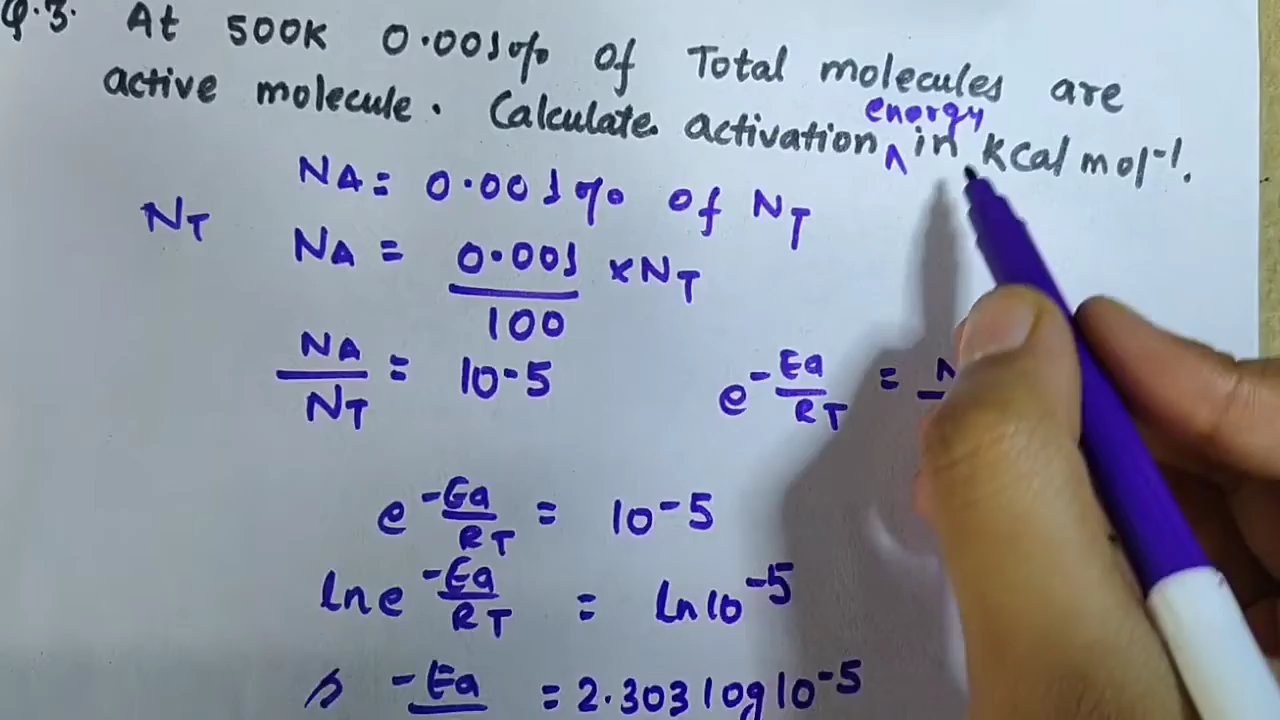 Q.3. At 500K 0.001% of Total molecules are
active molecule. Calculate activation energy in Kcal mol-1.
NA = 0.001% of NT
NT
NA = 0.001/100 × NT
NA/NT = 10-5
e-Ea/RT =
e-Ea/RT = 10-5
ln e-Ea/RT = ln 10-5
-Ea = 2.303 log 10-5